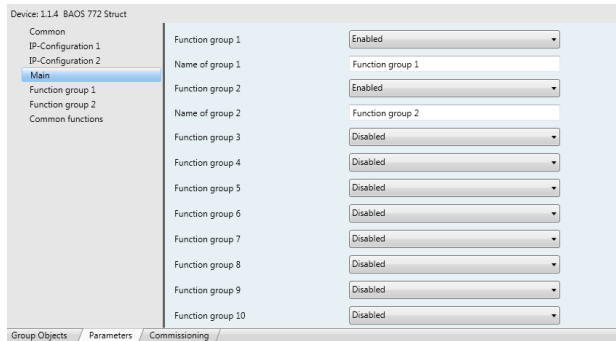 Device: 1.1.4 BAOS 772 Struct
Common
IP-Configuration 1
IP-Configuration 2
Main
Function group 1
Function group 2
Common functions
Function group 1 Enabled
Name of group 1 Function group 1
Function group 2 Enabled
Name of group 2 Function group 2
Function group 3 Disabled
Function group 4 Disabled
Function group 5 Disabled
Function group 6 Disabled
Function group 7 Disabled
Function group 8 Disabled
Function group 9 Disabled
Function group 10 Disabled
Group Objects Parameters Commissioning